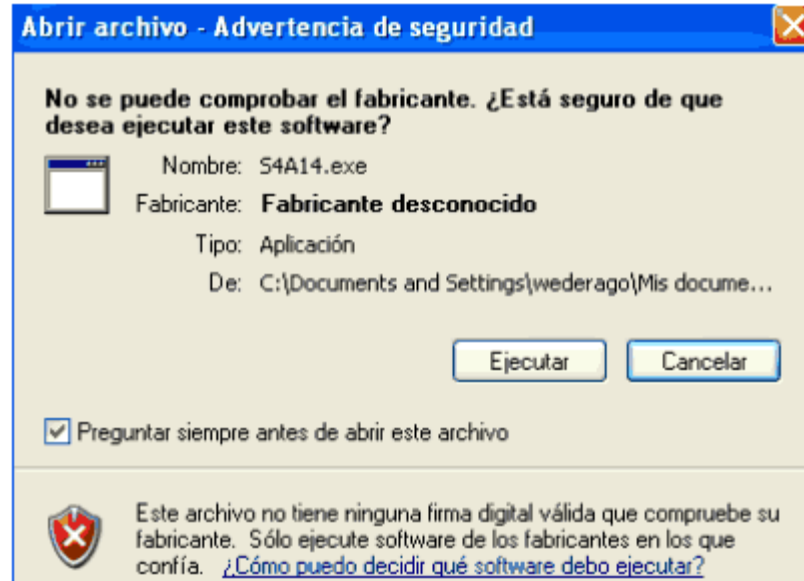 Abrir archivo - Advertencia de seguridad
No se puede comprobar el fabricante. ¿Está seguro de que
desea ejecutar este software?
Nombre: S4A14.exe
Fabricante: Fabricante desconocido
Tipo: Aplicación
De: C:\Documents and Settings\wederago\Mis docume...
Ejecutar Cancelar
Preguntar siempre antes de abrir este archivo
Este archivo no tiene ninguna firma digital válida que compruebe su
fabricante. Sólo ejecute software de los fabricantes en los que
confía. ¿Cómo puedo decidir qué software debo ejecutar?